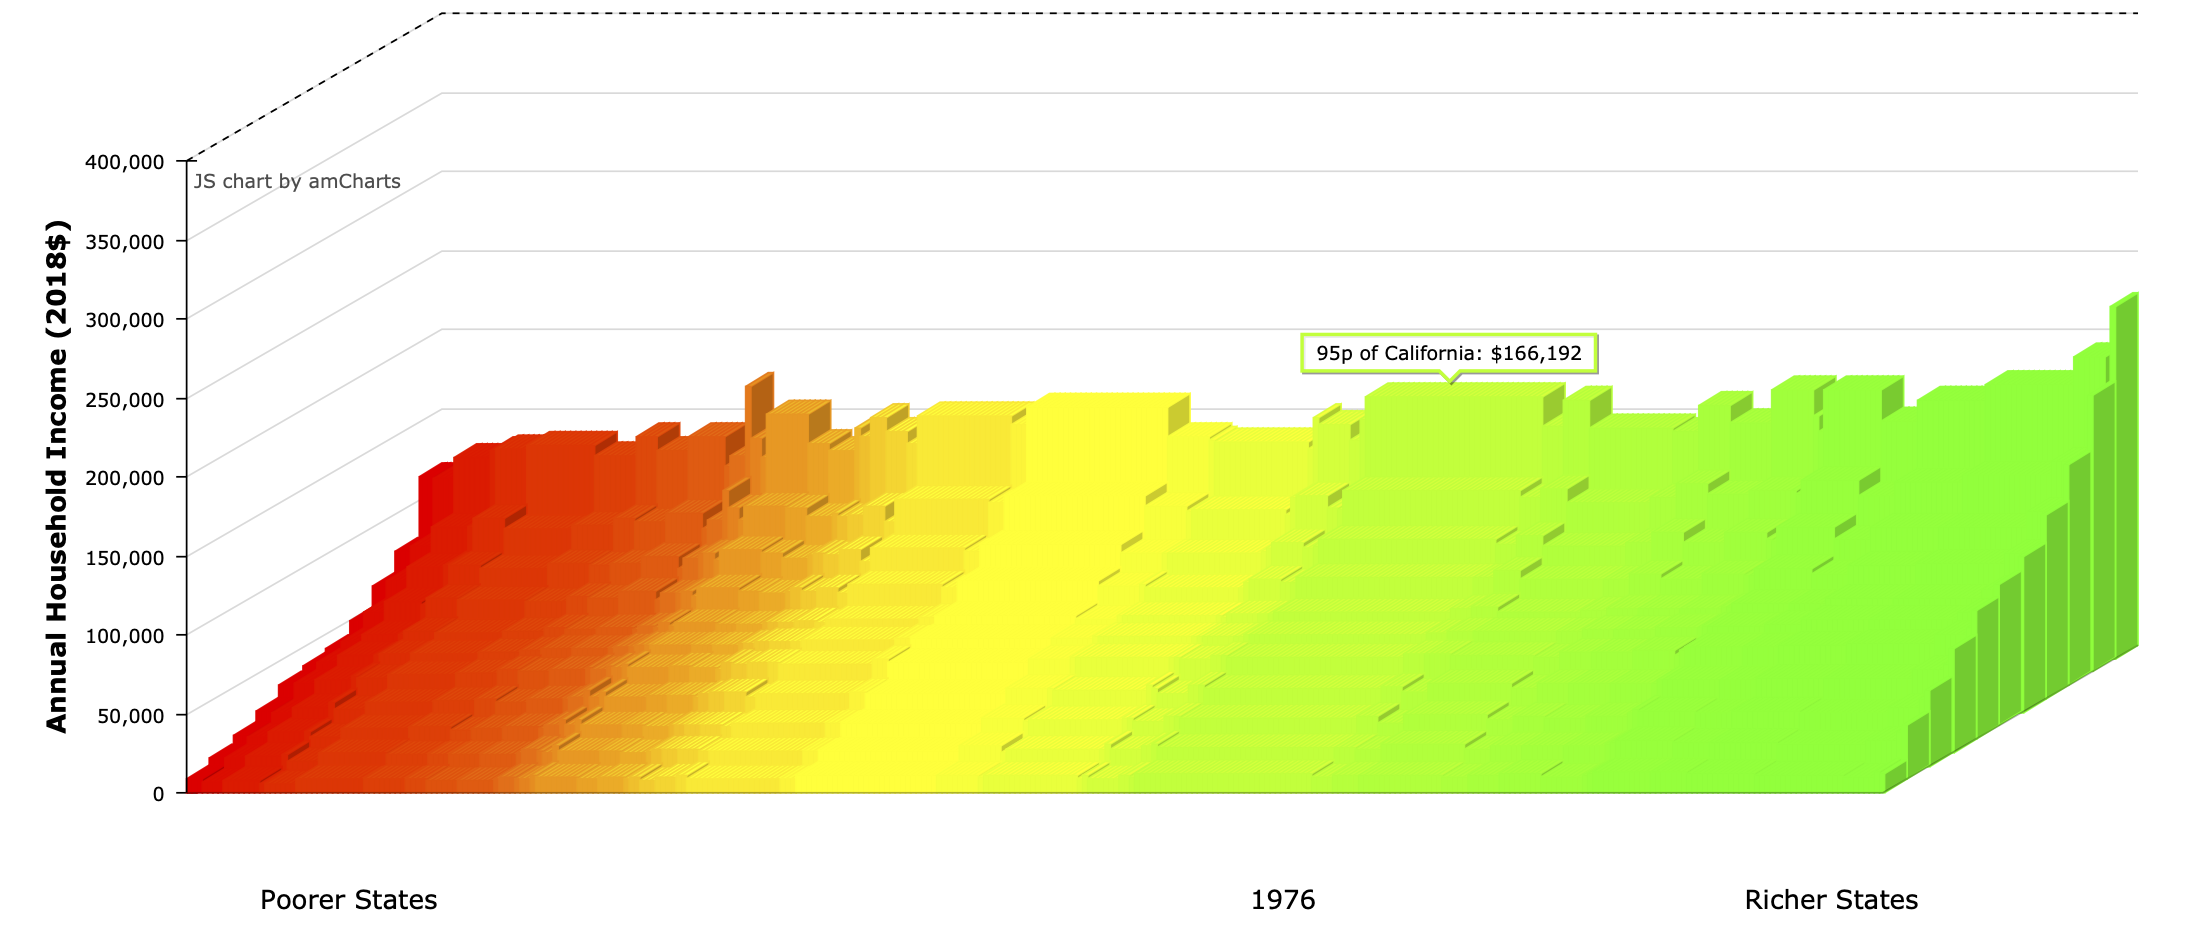 400,000
JS chart by amCharts
350,000
300,000
250,000
200,000
150,000
100,000
50,000
0
Annual Household Income (2018$)
95p of California: $166,192
Poorer States
1976
Richer States